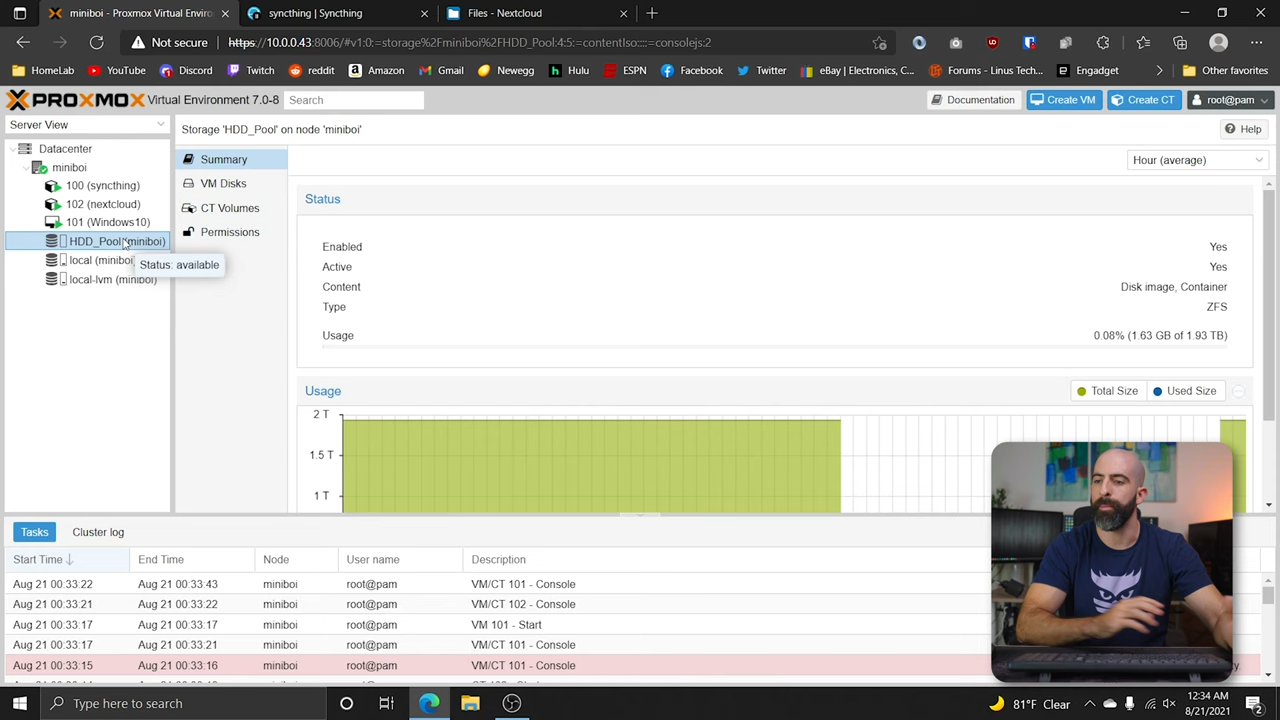 miniboi - Proxmox Virtual Enviro
syncthing | Syncthing
Files - Nextcloud
Not secure
https://10.0.0.43:8006/#v1:0:=storage%2Fminiboi%2FHDD_Pool:4:5:=contentIso::::=consolejs:2
HomeLab
YouTube
Discord
Twitch
reddit
Amazon
Gmail
Newegg
Hulu
ESPN
Facebook
Twitter
eBay | Electronics, C...
Forums - Linus Tech...
Engadget
Other favorites
PROXMOX Virtual Environment 7.0-8
Search
Documentation
Create VM
Create CT
root@pam
Server View
Storage 'HDD_Pool' on node 'miniboi'
Help
Datacenter
miniboi
100 (syncthing)
102 (nextcloud)
101 (Windows10)
HDD_Pool (miniboi)
local (miniboi
Status: available
local-lvm (miniboi)
Summary
VM Disks
CT Volumes
Permissions
Hour (average)
Status
Enabled Yes
Active Yes
Content Disk image, Container
Type ZFS
Usage 0.08% (1.63 GB of 1.93 TB)
Usage
Total Size
Used Size
2 T
1.5 T
1 T
Tasks
Cluster log
Start Time End Time Node User name Description
Aug 21 00:33:22 Aug 21 00:33:43 miniboi root@pam VM/CT 101 - Console
Aug 21 00:33:21 Aug 21 00:33:22 miniboi root@pam VM/CT 102 - Console
Aug 21 00:33:17 Aug 21 00:33:17 miniboi root@pam VM 101 - Start
Aug 21 00:33:17 Aug 21 00:33:21 miniboi root@pam VM/CT 101 - Console
Aug 21 00:33:15 Aug 21 00:33:16 miniboi root@pam VM/CT 101 - Console
Type here to search
81°F Clear
12:34 AM
8/21/2021
2